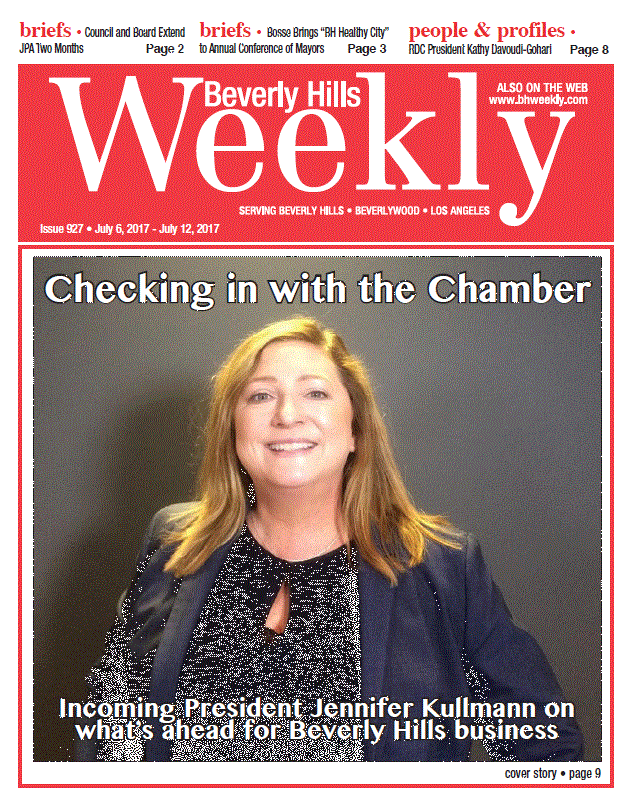 briefs • Council and Board Extend
JPA Two Months Page 2
briefs • Bosse Brings "BH Healthy City"
to Annual Conference of Mayors Page 3
people & profiles •
RDC President Kathy Davoudi-Gohari Page 8
Beverly Hills
Weekly
ALSO ON THE WEB
www.bhweekly.com
SERVING BEVERLY HILLS • BEVERLYWOOD • LOS ANGELES
Issue 927 • July 6, 2017 - July 12, 2017
Checking in with the Chamber
Incoming President Jennifer Kullmann on
what's ahead for Beverly Hills business
cover story • page 9